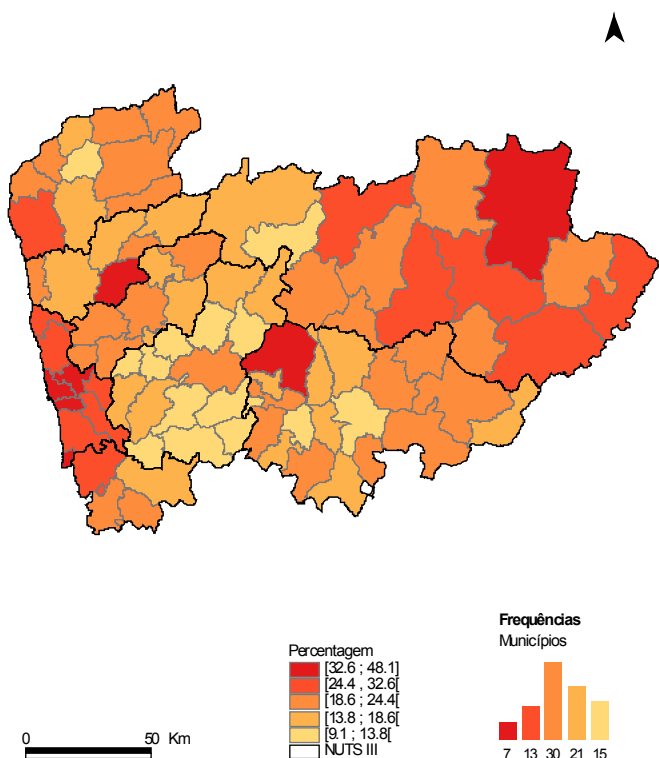 Frequências
Municípios
Percentagem
[32.6 ; 48.1]
[24.4 , 32.6[
[18.6 ; 24.4[
[13.8 ; 18.6[
[9.1 ; 13.8[
NUTS III
0 50 Km
7 13 30 21 15